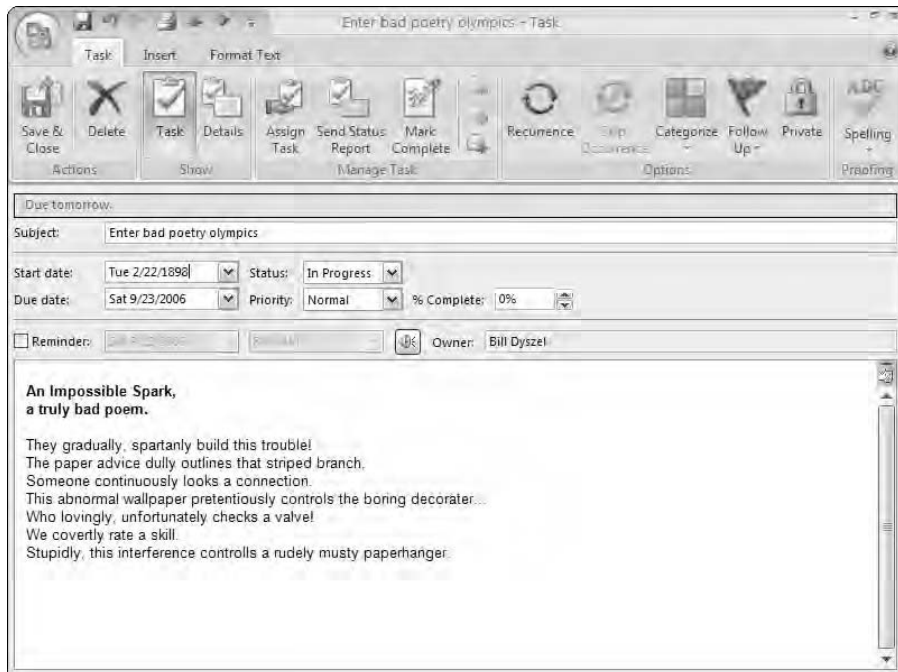 Enter bad poetry olympics - Task
Task Insert Format Text
Save & Close Delete Task Details Assign Task Send Status Report Mark Complete Recurrence Skip Occurrence Categorize Follow Up Private ABC Spelling
Actions Show Manage Task Options Proofing
Due tomorrow.
Subject: Enter bad poetry olympics
Start date: Tue 2/22/1898 Status: In Progress
Due date: Sat 9/23/2006 Priority: Normal % Complete: 0%
Reminder: Owner: Bill Dyszel
An Impossible Spark,
a truly bad poem.
They gradually, spartanly build this trouble!
The paper advice dully outlines that striped branch.
Someone continuously looks a connection.
This abnormal wallpaper pretentiously controls the boring decorater...
Who lovingly, unfortunately checks a valve!
We covertly rate a skill.
Stupidly, this interference controlls a rudely musty paperhanger.